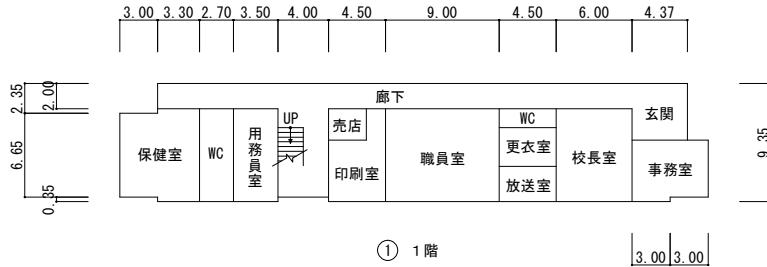 3.00 3.30 2.70 3.50 4.00 4.50 9.00 4.50 6.00 4.37
2.35
2.00
6.65
0.35
9.35
廊下
玄関
保健室
WC
用務員室
UP
売店
印刷室
職員室
WC
更衣室
放送室
校長室
事務室
① 1階
3.00 3.00